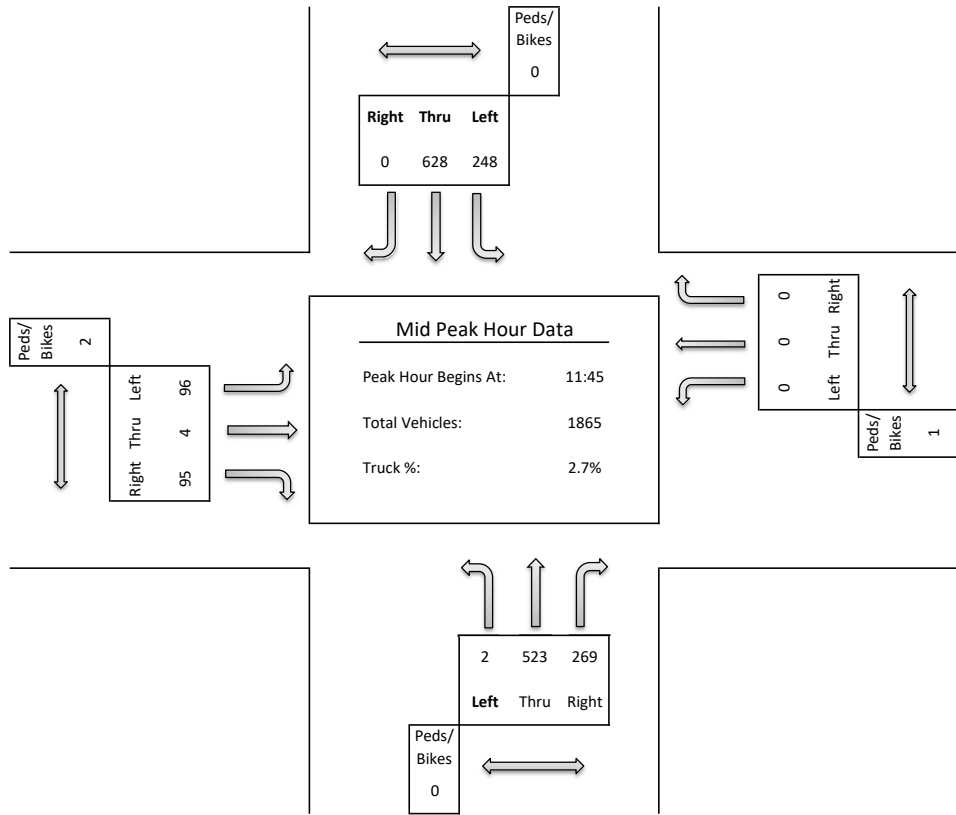 Peds/
Bikes
0
Right Thru Left
0 628 248
Peds/
Bikes
2
Left
96
Thru
4
Right
95
Mid Peak Hour Data
Peak Hour Begins At: 11:45
Total Vehicles: 1865
Truck %: 2.7%
0 Right
0 Thru
0 Left
Peds/
Bikes
1
2 523 269
Left Thru Right
Peds/
Bikes
0